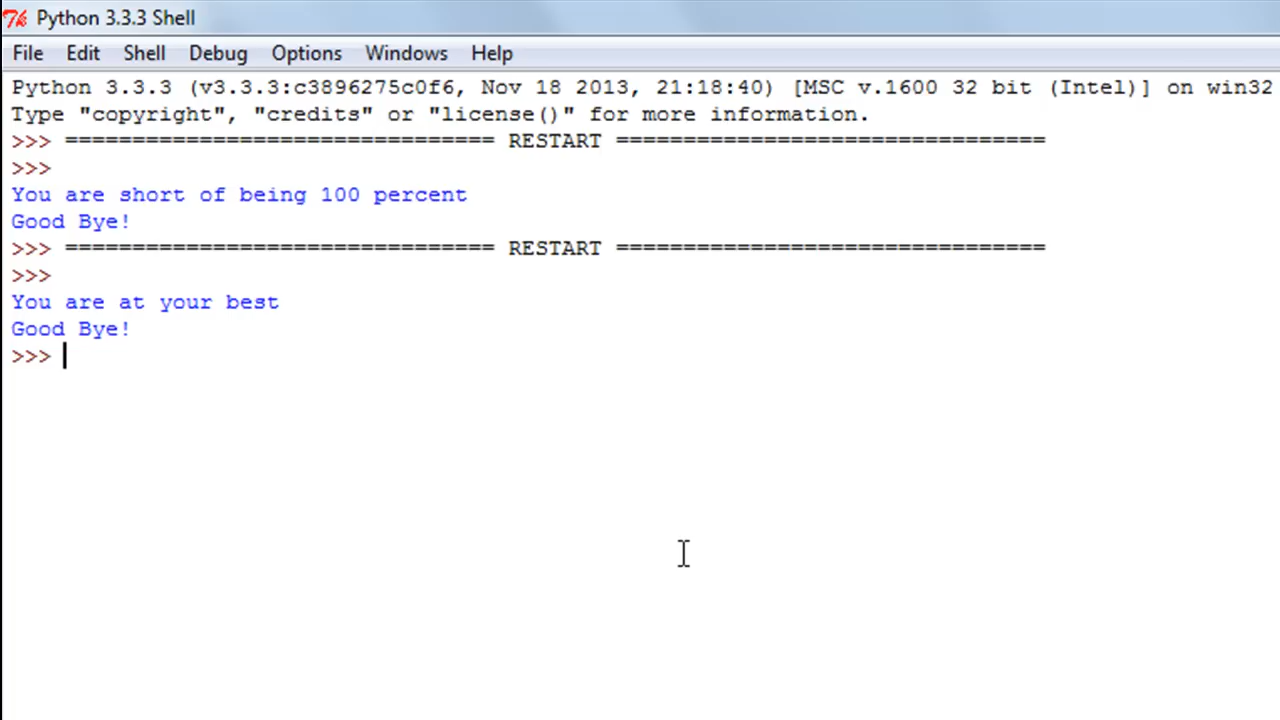 Python 3.3.3 Shell
File Edit Shell Debug Options Windows Help
Python 3.3.3 (v3.3.3:c3896275c0f6, Nov 18 2013, 21:18:40) [MSC v.1600 32 bit (Intel)] on win32
Type "copyright", "credits" or "license()" for more information.
>>> ================================ RESTART ================================
>>>
You are short of being 100 percent
Good Bye!
>>> ================================ RESTART ================================
>>>
You are at your best
Good Bye!
>>>